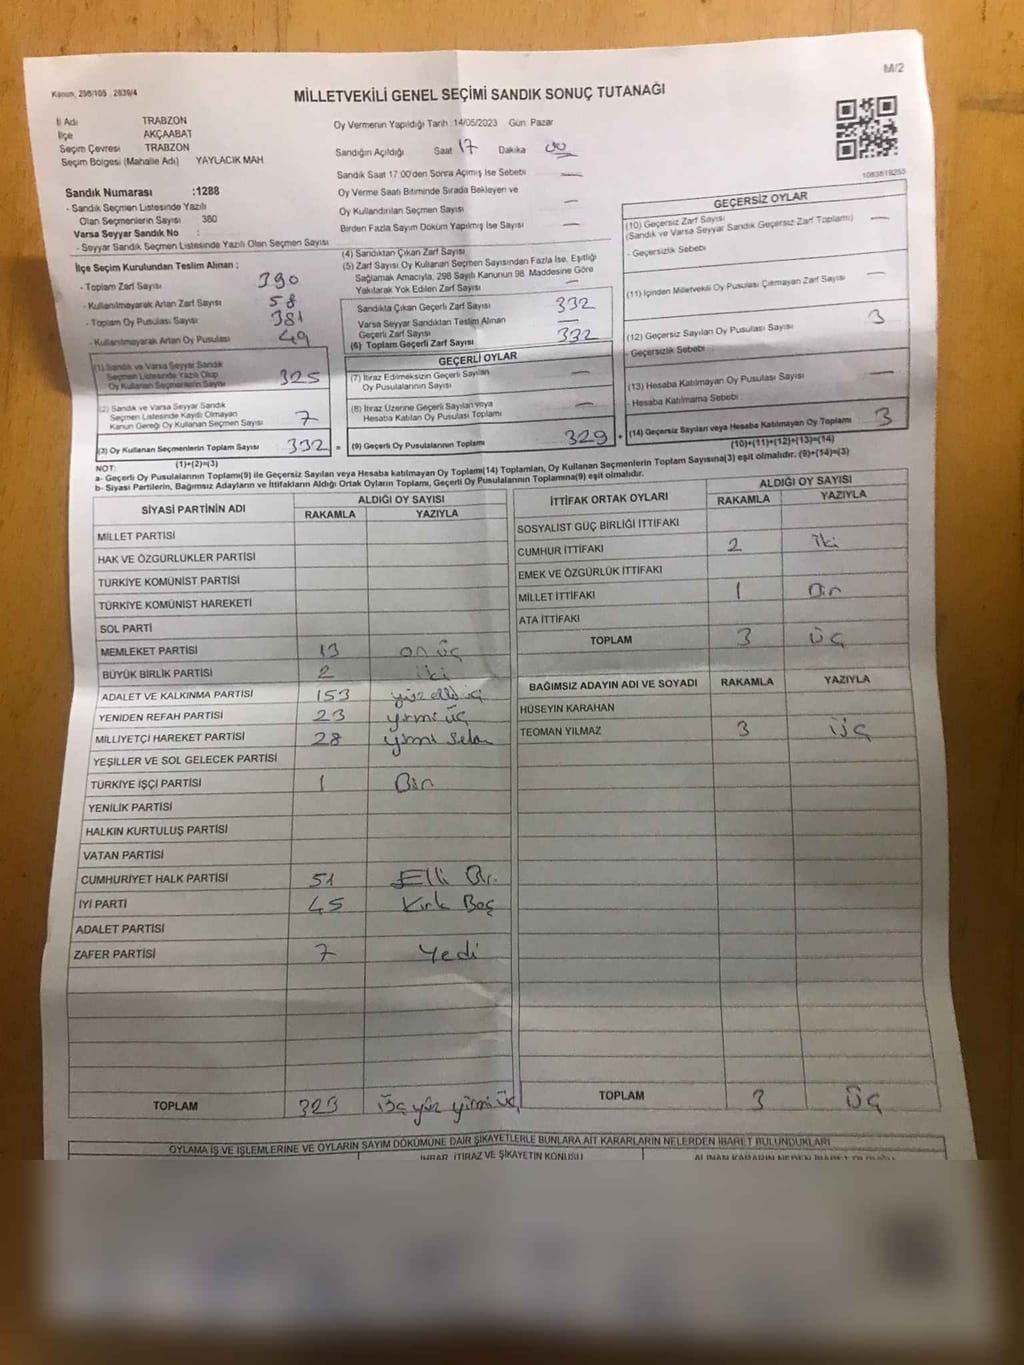 M/2
Kanun, 298/105 , 2839/4
MİLLETVEKİLİ GENEL SEÇİMİ SANDIK SONUÇ TUTANAĞI
İl Adı TRABZON
İlçe AKÇAABAT
Seçim Çevresi TRABZON
Seçim Bölgesi (Mahalle Adı) YAYLACIK MAH
Sandık Numarası :1288
- Sandık Seçmen Listesinde Yazılı
Olan Seçmenlerin Sayısı 380
Varsa Seyyar Sandık No :
- Seyyar Sandık Seçmen Listesinde Yazılı Olan Seçmen Sayısı
İlçe Seçim Kurulundan Teslim Alınan :
- Toplam Zarf Sayısı 390
- Kullanılmayarak Artan Zarf Sayısı 58
- Toplam Oy Pusulası Sayısı 381
- Kullanılmayarak Artan Oy Pusulası 49
(1) Sandık ve Varsa Seyyar Sandık
Seçmen Listesinde Yazılı Olup
Oy Kullanan Seçmenlerin Sayısı 325
(2) Sandık ve Varsa Seyyar Sandık
Seçmen Listesinde Kaydı Olmayan
Kanun Gereği Oy Kullanan Seçmen Sayısı 7
(3) Oy Kullanan Seçmenlerin Toplam Sayısı 332 =
(1)+(2)=(3)
Oy Vermenin Yapıldığı Tarih :14/05/2023 Gün: Pazar
Sandığın Açıldığı Saat 17 Dakika 00
Sandık Saat 17:00'den Sonra Açımış İse Sebebi —
Oy Verme Saati Bitiminde Sırada Bekleyen ve
Oy Kullandırılan Seçmen Sayısı —
Birden Fazla Sayım Döküm Yapılmış İse Sayısı —
(4) Sandıktan Çıkan Zarf Sayısı
(5) Zarf Sayısı Oy Kullanan Seçmen Sayısından Fazla İse, Eşitliği
Sağlamak Amacıyla, 298 Sayılı Kanunun 98. Maddesine Göre
Yakılarak Yok Edilen Zarf Sayısı —
Sandıkta Çıkan Geçerli Zarf Sayısı 332
Varsa Seyyar Sandıktan Teslim Alınan
Geçerli Zarf Sayısı —
(6) Toplam Geçerli Zarf Sayısı 332
GEÇERLİ OYLAR
(7) İtiraz Edilmeksizin Geçerli Sayılan
Oy Pusulalarının Sayısı —
(8) İtiraz Üzerine Geçerli Sayılan veya
Hesaba Katılan Oy Pusulası Toplamı —
(9) Geçerli Oy Pusulalarının Toplamı 329 +
1083819253
GEÇERSİZ OYLAR
(10) Geçersiz Zarf Sayısı —
(Sandık ve Varsa Seyyar Sandık Geçersiz Zarf Toplamı)
- Geçersizlik Sebebi
(11) İçinden Milletvekili Oy Pusulası Çıkmayan Zarf Sayısı —
(12) Geçersiz Sayılan Oy Pusulası Sayısı 3
- Geçersizlik Sebebi
(13) Hesaba Katılmayan Oy Pusulası Sayısı —
- Hesaba Katılmama Sebebi
(14) Geçersiz Sayılan veya Hesaba Katılmayan Oy Toplamı 3
(10)+(11)+(12)+(13)=(14)
NOT:
a- Geçerli Oy Pusulalarının Toplamı(9) ile Geçersiz Sayılan veya Hesaba katılmayan Oy Toplamı(14) Toplamları, Oy Kullanan Seçmenlerin Toplam Sayısına(3) eşit olmalıdır. (9)+(14)=(3)
b- Siyasi Partilerin, Bağımsız Adayların ve İttifakların Aldığı Ortak Oyların Toplamı, Geçerli Oy Pusulalarının Toplamına(9) eşit olmalıdır.
SİYASİ PARTİNİN ADI ALDIĞI OY SAYISI
RAKAMLA YAZIYLA
MİLLET PARTİSİ
HAK VE ÖZGÜRLÜKLER PARTİSİ
TÜRKİYE KOMÜNİST PARTİSİ
TÜRKİYE KOMÜNİST HAREKETİ
SOL PARTİ
MEMLEKET PARTİSİ 13 on üç
BÜYÜK BİRLİK PARTİSİ 2 iki
ADALET VE KALKINMA PARTİSİ 153 yüz elli üç
YENİDEN REFAH PARTİSİ 23 yirmi üç
MİLLİYETÇİ HAREKET PARTİSİ 28 yirmi sekiz
YEŞİLLER VE SOL GELECEK PARTİSİ
TÜRKİYE İŞÇİ PARTİSİ 1 Bir
YENİLİK PARTİSİ
HALKIN KURTULUŞ PARTİSİ
VATAN PARTİSİ
CUMHURİYET HALK PARTİSİ 51 Elli Bir
İYİ PARTİ 45 Kırk Beş
ADALET PARTİSİ
ZAFER PARTİSİ 7 Yedi
TOPLAM 323 Üç yüz yirmi üç
İTTİFAK ORTAK OYLARI ALDIĞI OY SAYISI
RAKAMLA YAZIYLA
SOSYALİST GÜÇ BİRLİĞİ İTTİFAKI
CUMHUR İTTİFAKI 2 iki
EMEK VE ÖZGÜRLÜK İTTİFAKI
MİLLET İTTİFAKI 1 Bir
ATA İTTİFAKI
TOPLAM 3 üç
BAĞIMSIZ ADAYIN ADI VE SOYADI RAKAMLA YAZIYLA
HÜSEYİN KARAHAN
TEOMAN YILMAZ 3 üç
TOPLAM 3 üç
OYLAMA İŞ VE İŞLEMLERİNE VE OYLARIN SAYIM DÖKÜMÜNE DAİR ŞİKAYETLERLE BUNLARA AİT KARARLARIN NELERDEN İBARET BULUNDUKLARI
İHBAR, İTİRAZ VE ŞİKAYETİN KONUSU ALINAN KARARIN NEDEN İBARET OLDUĞU